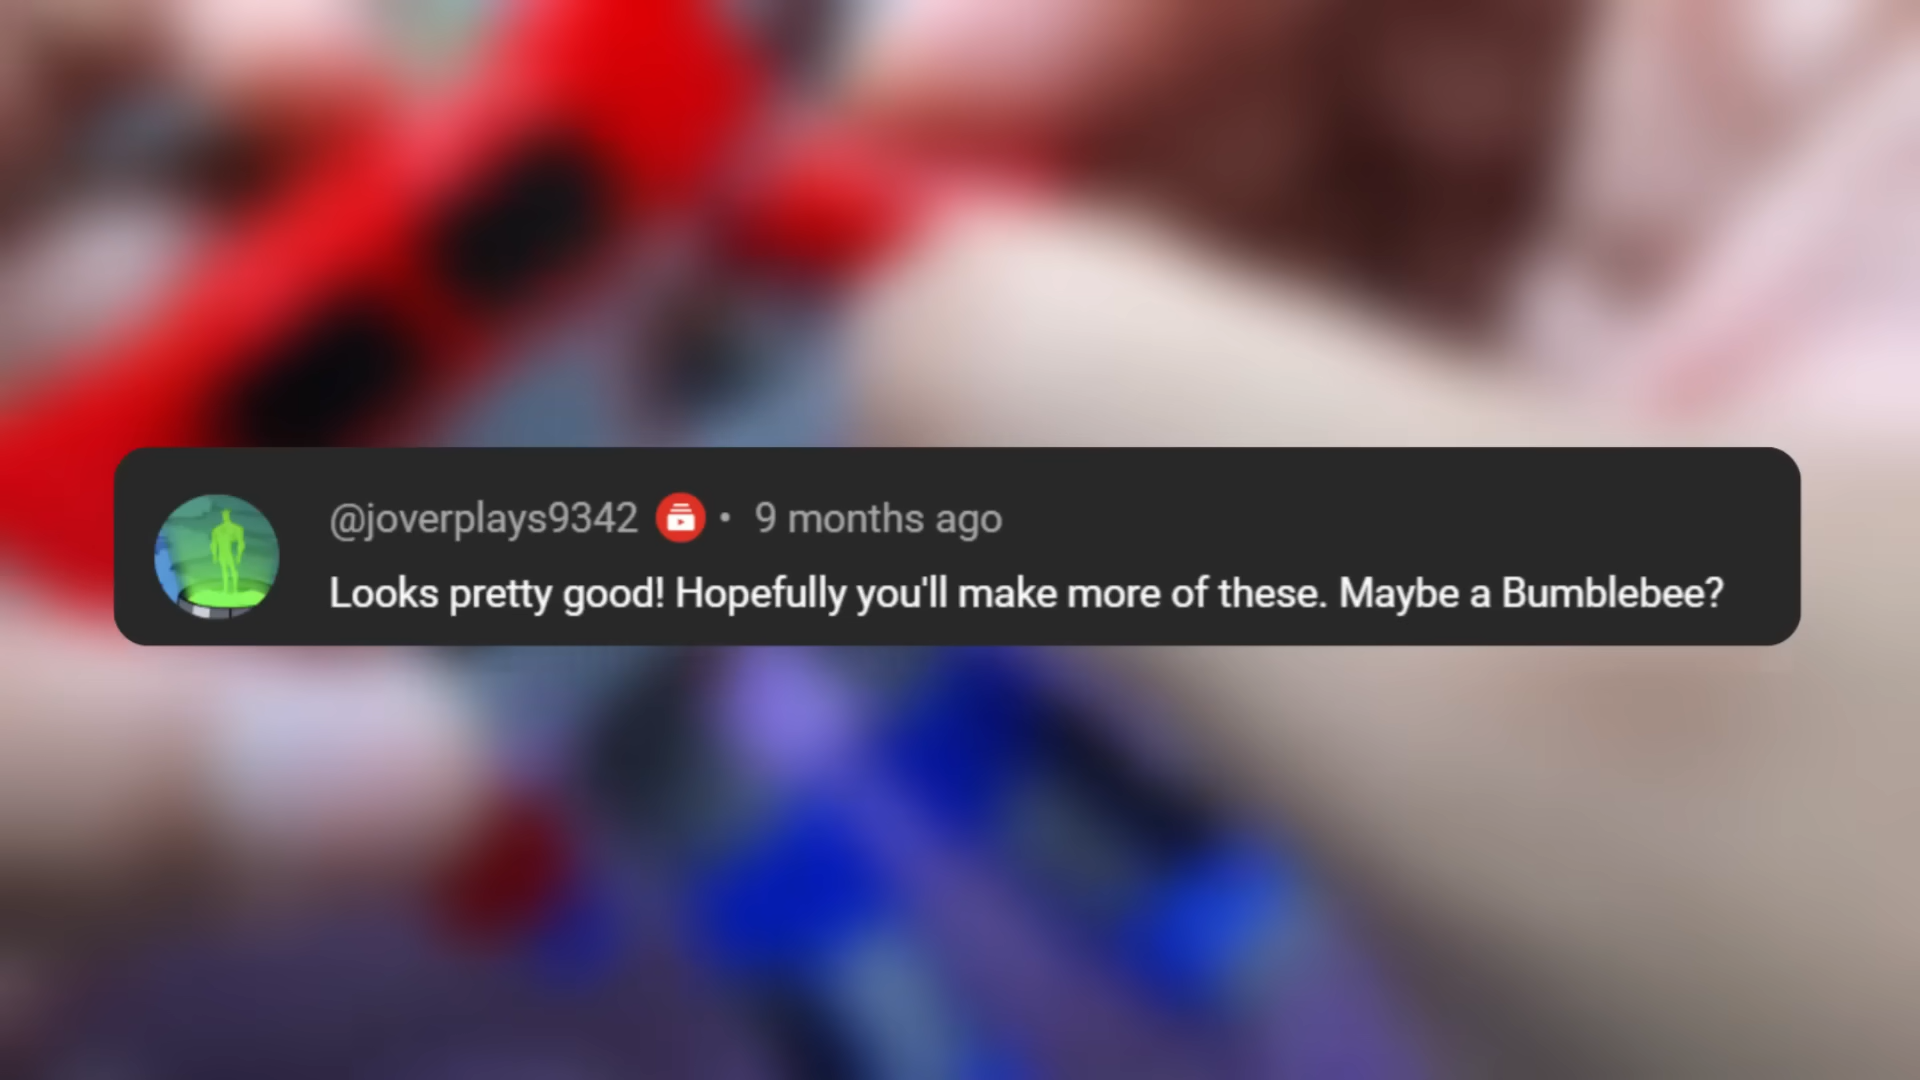 @joverplays9342 • 9 months ago
Looks pretty good! Hopefully you'll make more of these. Maybe a Bumblebee?